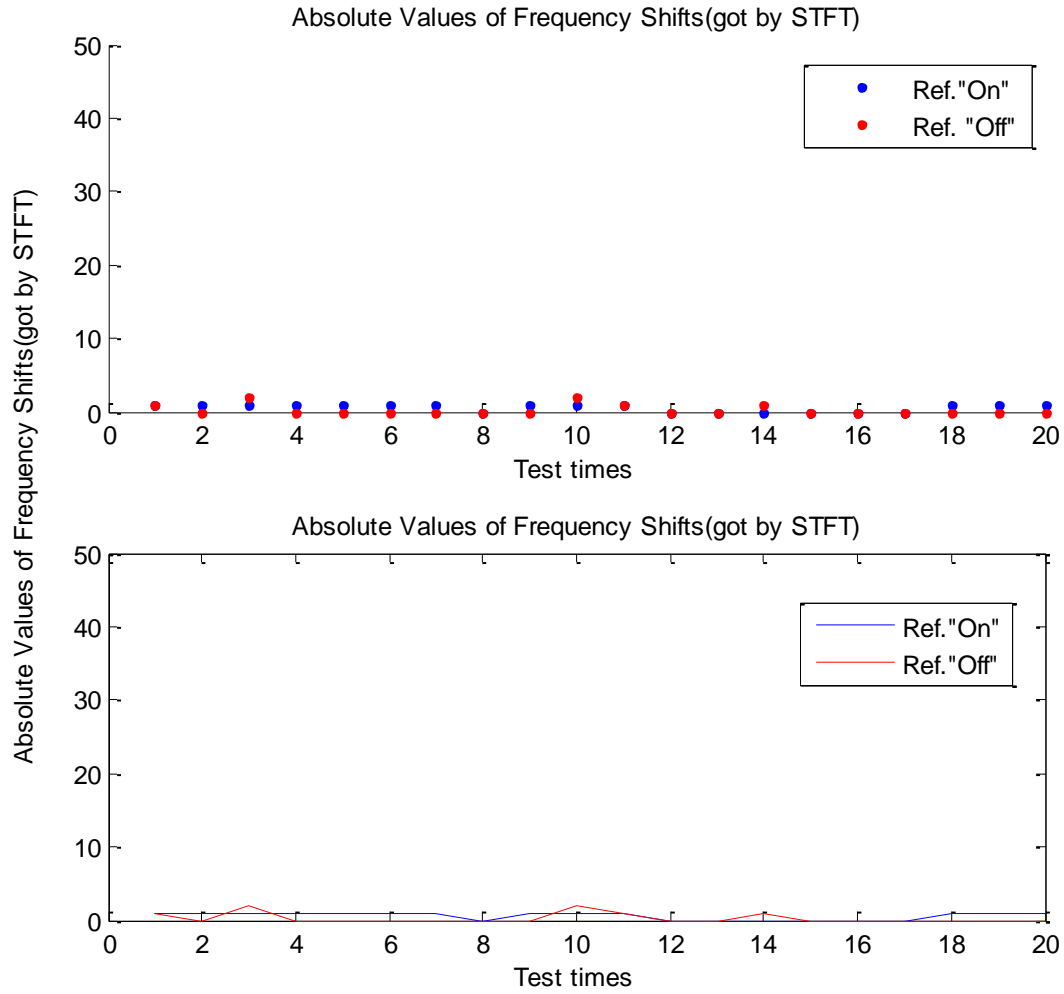 Absolute Values of Frequency Shifts(got by STFT)
Absolute Values of Frequency Shifts(got by STFT)
50
40
30
20
10
0
Ref."On"
Ref. "Off"
0 2 4 6 8 10 12 14 16 18 20
Test times
Absolute Values of Frequency Shifts(got by STFT)
50
40
30
20
10
0
Ref."On"
Ref."Off"
0 2 4 6 8 10 12 14 16 18 20
Test times